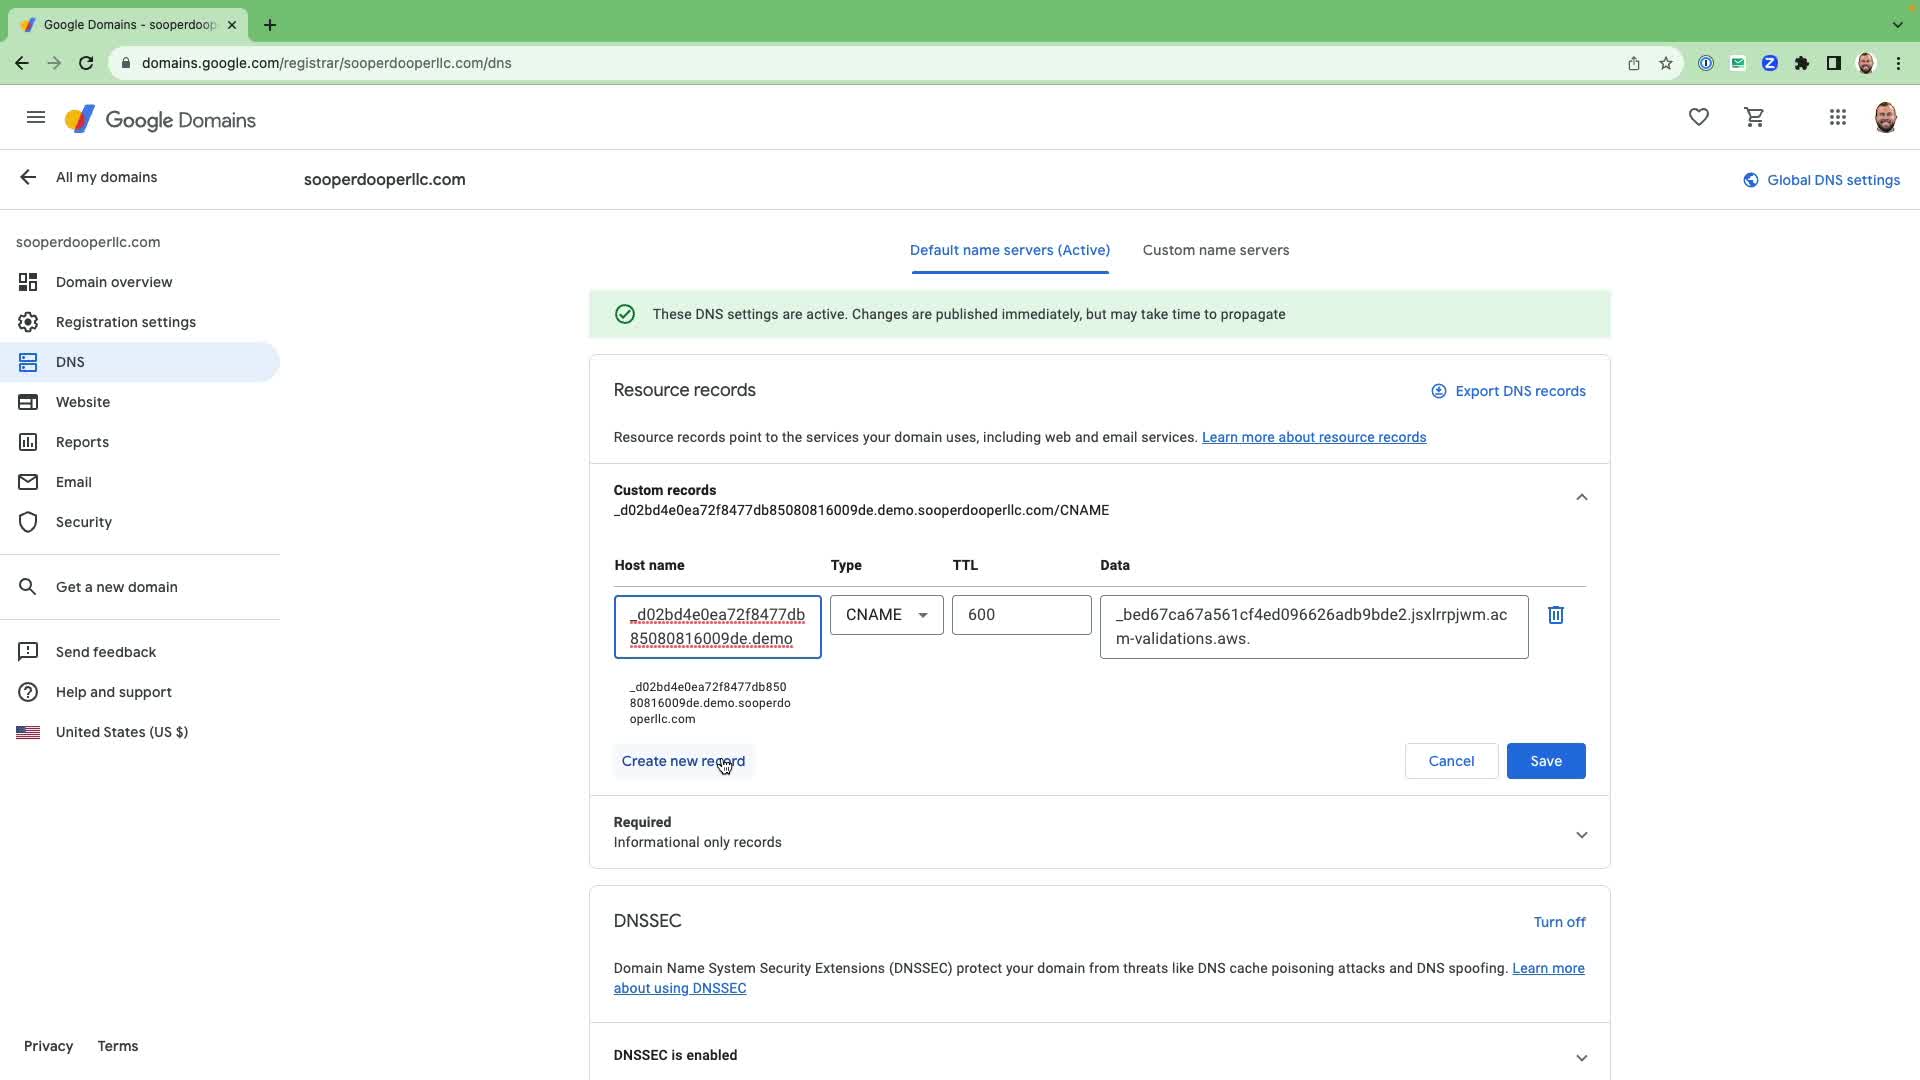 Google Domains - sooperdoop
domains.google.com/registrar/sooperdooperllc.com/dns
Google Domains
All my domains
sooperdooperllc.com
Global DNS settings
sooperdooperllc.com
Domain overview
Registration settings
DNS
Website
Reports
Email
Security
Get a new domain
Send feedback
Help and support
United States (US $)
Privacy
Terms
Default name servers (Active)
Custom name servers
These DNS settings are active. Changes are published immediately, but may take time to propagate
Resource records
Export DNS records
Resource records point to the services your domain uses, including web and email services. Learn more about resource records
Custom records
_d02bd4e0ea72f8477db85080816009de.demo.sooperdooperllc.com/CNAME
Host name
Type
TTL
Data
_d02bd4e0ea72f8477db
85080816009de.demo
CNAME
600
_bed67ca67a561cf4ed096626adb9bde2.jsxlrrpjwm.ac
m-validations.aws.
_d02bd4e0ea72f8477db850
80816009de.demo.sooperdo
operllc.com
Create new record
Cancel
Save
Required
Informational only records
DNSSEC
Turn off
Domain Name System Security Extensions (DNSSEC) protect your domain from threats like DNS cache poisoning attacks and DNS spoofing. Learn more
about using DNSSEC
DNSSEC is enabled